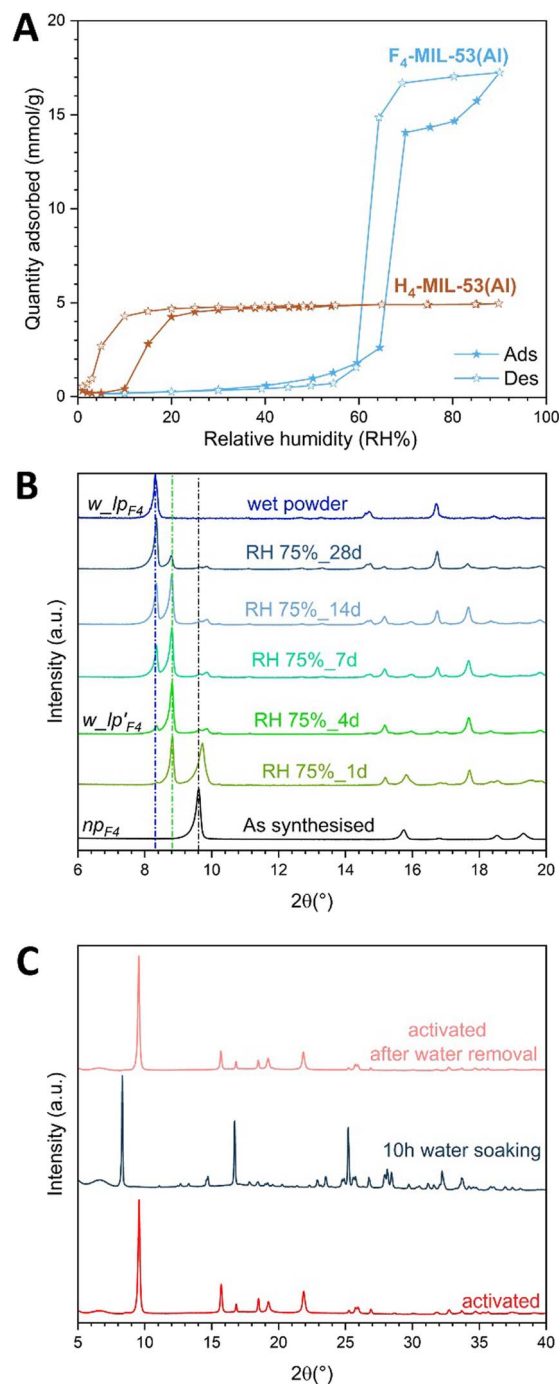 A
20
F4-MIL-53(Al)
15
10
H4-MIL-53(Al)
5
Ads
Des
0
0 20 40 60 80 100
Quantity adsorbed (mmol/g)
Relative humidity (RH%)
B
w_lpF4
wet powder
RH 75%_28d
RH 75%_14d
RH 75%_7d
w_lp'F4
RH 75%_4d
RH 75%_1d
npF4
As synthesised
6 8 10 12 14 16 18 20
Intensity (a.u.)
2θ(°)
C
activated
after water removal
10h water soaking
activated
5 10 15 20 25 30 35 40
Intensity (a.u.)
2θ(°)